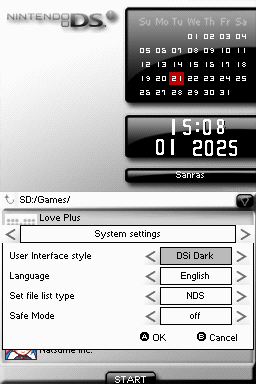 NINTENDO DS
Su Mo Tu We Th Fr Sa
01 02 03 04
05 06 07 08 09 10 11
12 13 14 15 16 17 18
19 20 21 22 23 24 25
26 27 28 29 30 31
15:08
01 2025
Sanras
SD:/Games/
Love Plus
< System settings >
User Interface style < DSi Dark >
Language < English >
Set file list type < NDS >
Safe Mode < off >
A OK B Cancel
Natsume Inc.
START